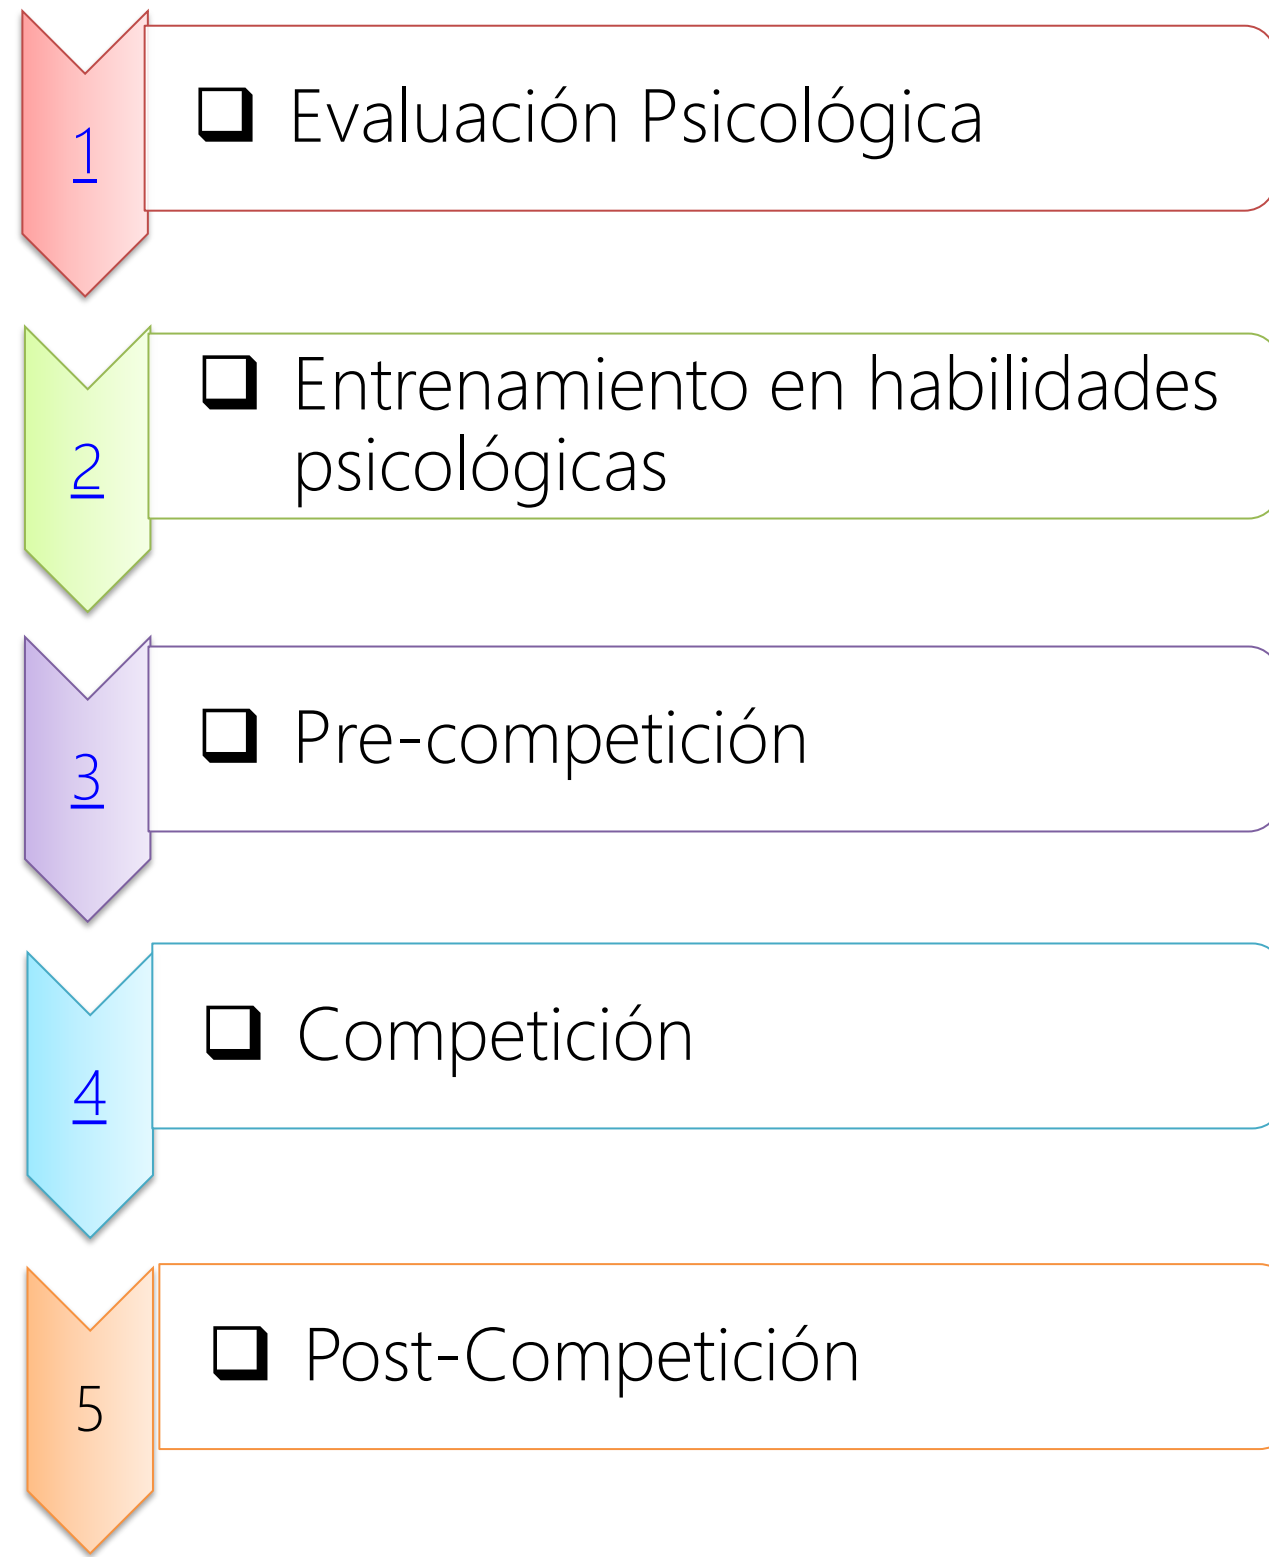 1
❑ Evaluación Psicológica
2
❑ Entrenamiento en habilidades
psicológicas
3
❑ Pre-competición
4
❑ Competición
5
❑ Post-Competición